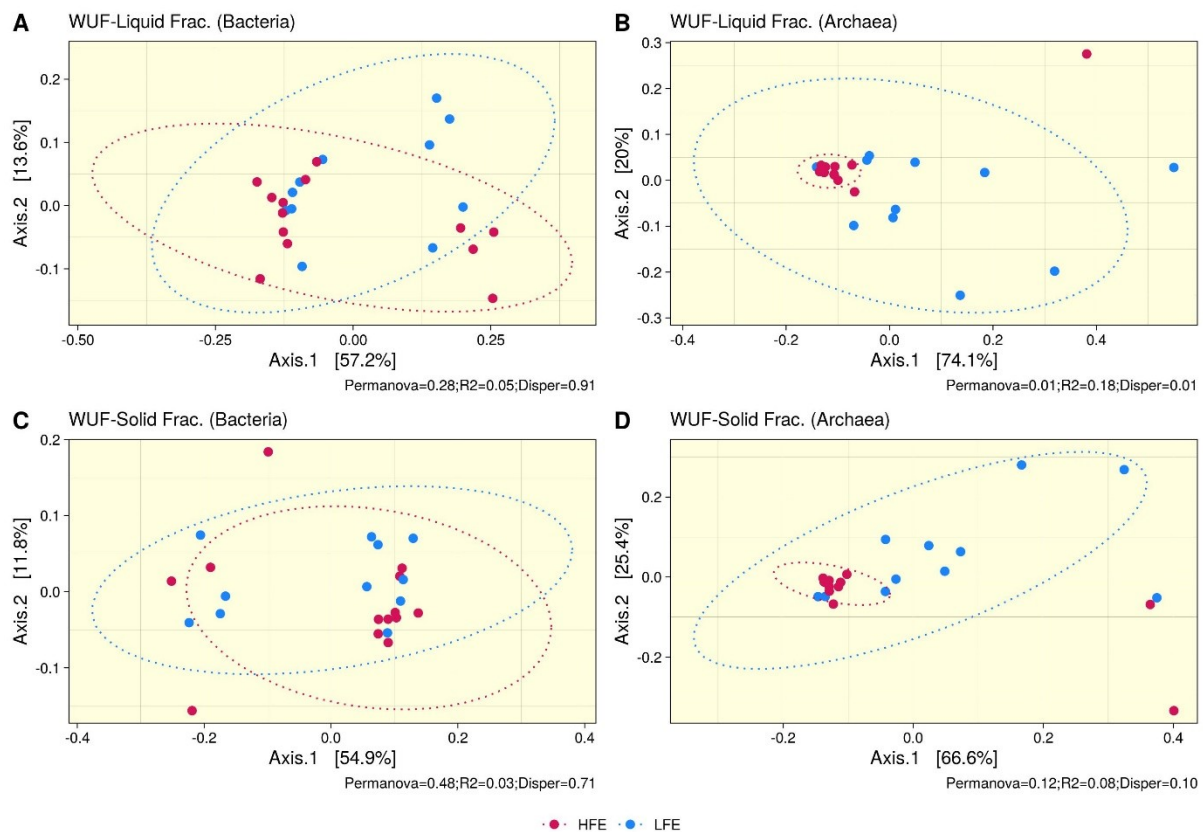 A WUF-Liquid Frac. (Bacteria)
0.2
0.1
0.0
-0.1
Axis.2 [13.6%]
-0.50 -0.25 0.00 0.25
Axis.1 [57.2%]
Permanova=0.28;R2=0.05;Disper=0.91
B WUF-Liquid Frac. (Archaea)
0.3
0.2
0.1
0.0
-0.1
-0.2
-0.3
Axis.2 [20%]
-0.4 -0.2 0.0 0.2 0.4
Axis.1 [74.1%]
Permanova=0.01;R2=0.18;Disper=0.01
C WUF-Solid Frac. (Bacteria)
0.2
0.1
0.0
-0.1
Axis.2 [11.8%]
-0.4 -0.2 0.0 0.2 0.4
Axis.1 [54.9%]
Permanova=0.48;R2=0.03;Disper=0.71
D WUF-Solid Frac. (Archaea)
0.2
0.0
-0.2
Axis.2 [25.4%]
-0.2 0.0 0.2 0.4
Axis.1 [66.6%]
Permanova=0.12;R2=0.08;Disper=0.10
HFE LFE